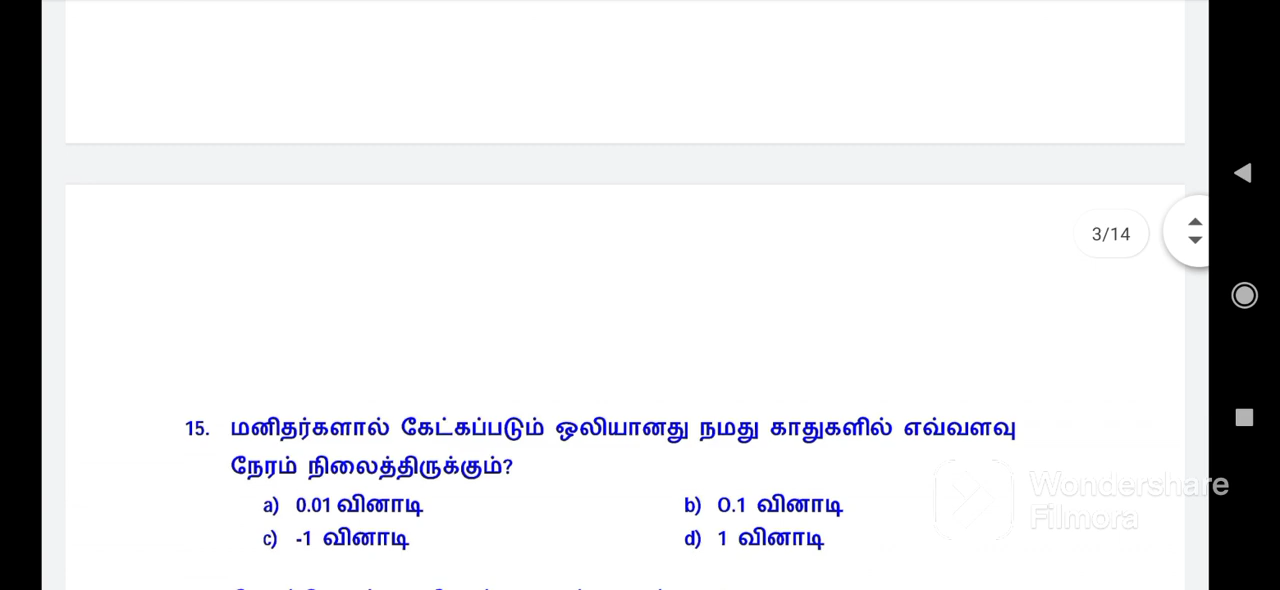 3/14
15. மனிதர்களால் கேட்கப்படும் ஒலியானது நமது காதுகளில் எவ்வளவு
நேரம் நிலைத்திருக்கும்?
a) 0.01 வினாடி b) 0.1 வினாடி
c) -1 வினாடி d) 1 வினாடி
Wondershare
Filmora